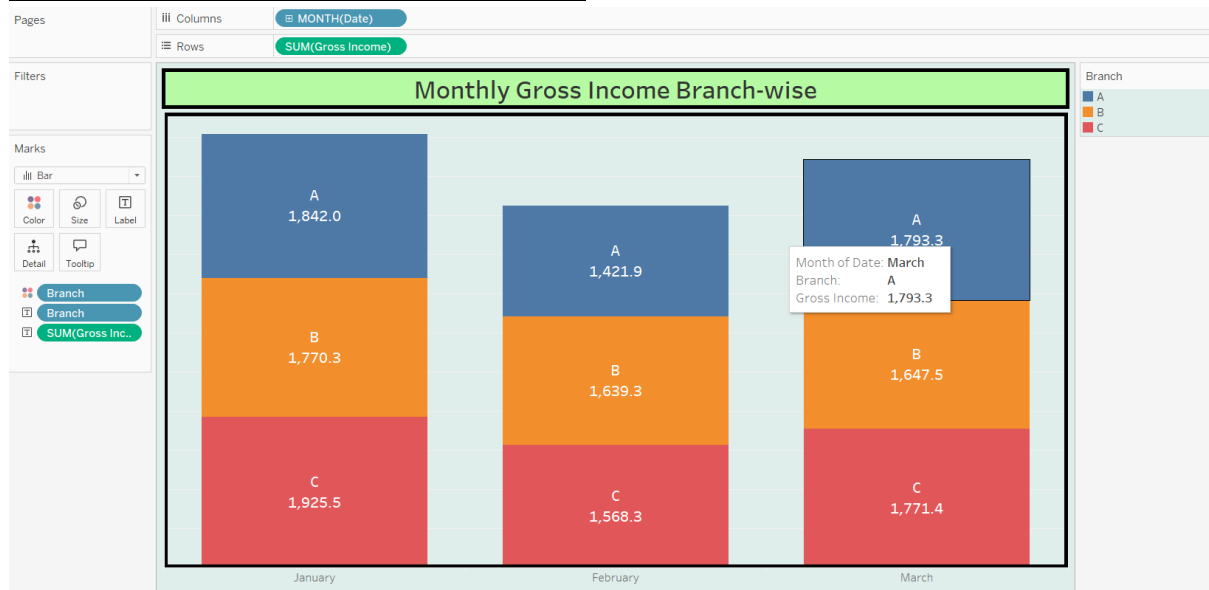 Pages
Columns
MONTH(Date)
Rows
SUM(Gross Income)
Filters
Marks
Bar
Color
Size
Label
Detail
Tooltip
Branch
Branch
SUM(Gross Inc..
Monthly Gross Income Branch-wise
A
1,842.0
B
1,770.3
C
1,925.5
A
1,421.9
B
1,639.3
C
1,568.3
A
1,793.3
B
1,647.5
C
1,771.4
Month of Date: March
Branch: A
Gross Income: 1,793.3
January
February
March
Branch
A
B
C